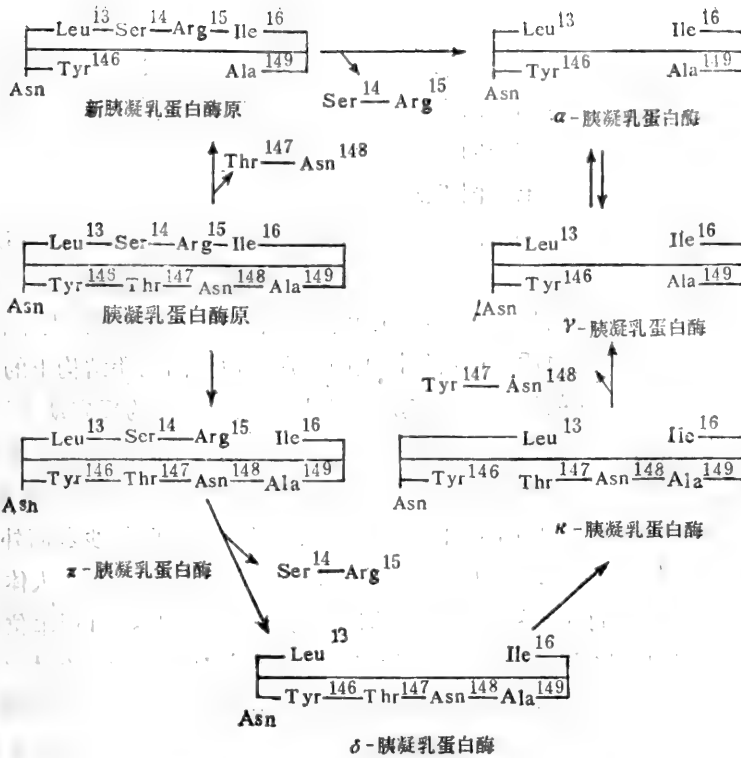 Leu 13 Ser 14 Arg 15 Ile 16
Tyr 146 Ala 149
Asn
新胰凝乳蛋白酶原
Ser 14 Arg 15
Leu 13 Ile 16
Tyr 146 Ala 149
Asn
α-胰凝乳蛋白酶
Thr 147 Asn 148
Leu 13 Ser 14 Arg 15 Ile 16
Tyr 146 Thr 147 Asn 148 Ala 149
Asn
胰凝乳蛋白酶原
Leu 13 Ile 16
Tyr 146 Ala 149
Asn
γ-胰凝乳蛋白酶
Tyr 147 Asn 148
Leu 13 Ser 14 Arg 15 Ile 16
Tyr 146 Thr 147 Asn 148 Ala 149
Asn
π-胰凝乳蛋白酶
Ser 14 Arg 15
Leu 13 Ile 16
Tyr 146 Thr 147 Asn 148 Ala 149
Asn
κ-胰凝乳蛋白酶
Leu 13 Ile 16
Tyr 146 Thr 147 Asn 148 Ala 149
Asn
δ-胰凝乳蛋白酶